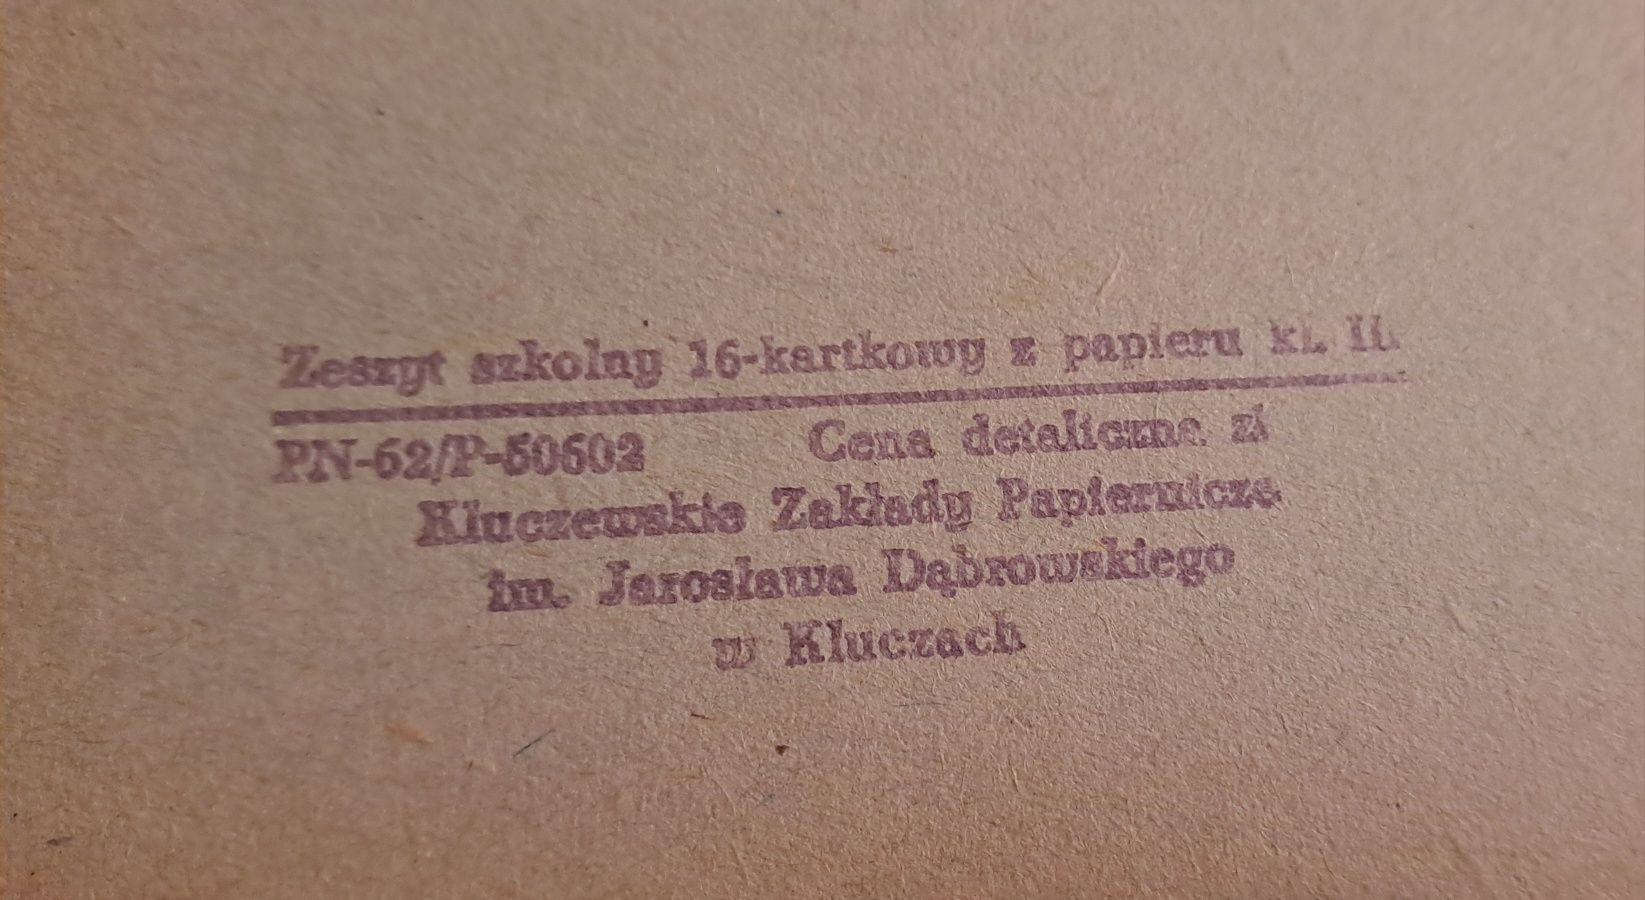 Zeszyt szkolny 16-kartkowy z papieru kl. II.
PN-62/P-50602 Cena detaliczna zł
Kluczewskie Zakłady Papiernicze
im. Jarosława Dąbrowskiego
w Kluczach